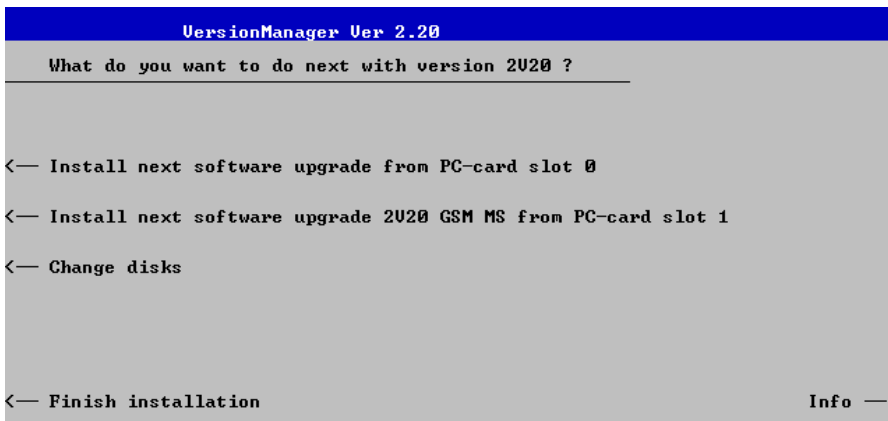 VersionManager Ver 2.20
What do you want to do next with version 2V20 ?
<— Install next software upgrade from PC-card slot 0
<— Install next software upgrade 2V20 GSM MS from PC-card slot 1
<— Change disks
<— Finish installation Info —